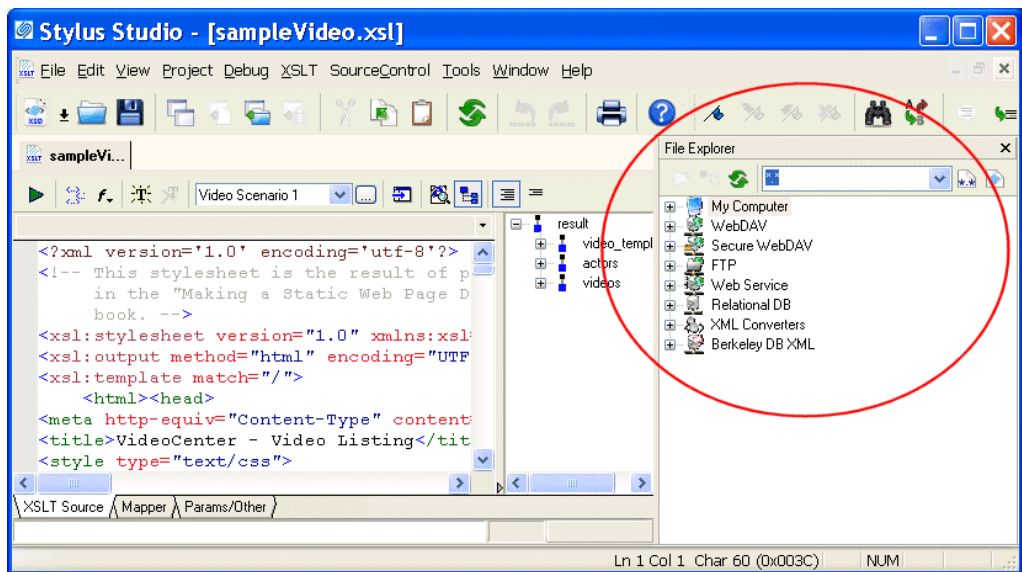 Stylus Studio - [sampleVideo.xsl]
File Edit View Project Debug XSLT SourceControl Tools Window Help
sampleVi...
Video Scenario 1
<?xml version='1.0' encoding='utf-8'?>
<!-- This stylesheet is the result of p
in the "Making a Static Web Page D
book. -->
<xsl:stylesheet version="1.0" xmlns:xsl
<xsl:output method="html" encoding="UTF
<xsl:template match="/">
<html><head>
<meta http-equiv="Content-Type" content
<title>VideoCenter - Video Listing</tit
<style type="text/css">
XSLT Source
Mapper
Params/Other
result
video_templ
actors
videos
File Explorer
*.*
My Computer
WebDAV
Secure WebDAV
FTP
Web Service
Relational DB
XML Converters
Berkeley DB XML
Ln 1 Col 1 Char 60 (0x003C)
NUM